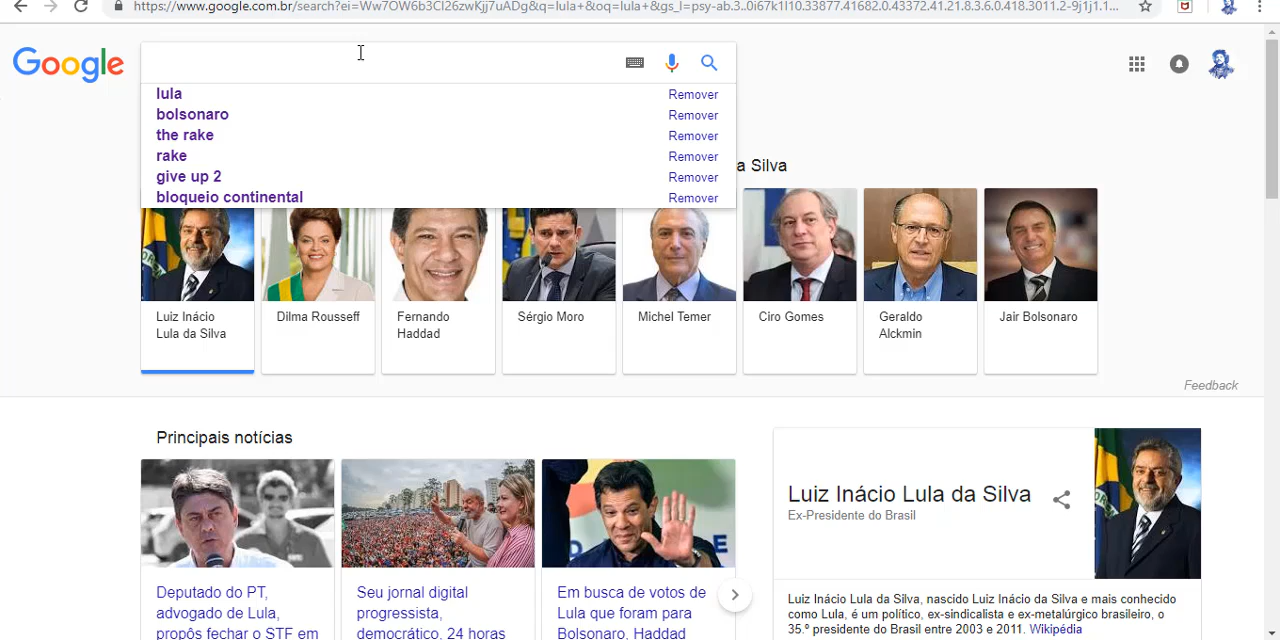 https://www.google.com.br/search?ei=Ww7OW6b3CI26zwKjj7uADg&q=lula+&oq=lula+&gs_l=psy-ab.3..0i67k1l10.33877.41682.0.43372.41.21.8.3.6.0.418.3011.2-9j1j1.1...
Google
lula Remover
bolsonaro Remover
the rake Remover
rake Remover
give up 2 Remover
bloqueio continental Remover
a Silva
Luiz Inácio
Lula da Silva
Dilma Rousseff
Fernando
Haddad
Sérgio Moro
Michel Temer
Ciro Gomes
Geraldo
Alckmin
Jair Bolsonaro
Feedback
Principais notícias
Deputado do PT,
advogado de Lula,
propôs fechar o STF em
Seu jornal digital
progressista,
democrático, 24 horas
Em busca de votos de
Lula que foram para
Bolsonaro, Haddad
Luiz Inácio Lula da Silva
Ex-Presidente do Brasil
Luiz Inácio Lula da Silva, nascido Luiz Inácio da Silva e mais conhecido
como Lula, é um político, ex-sindicalista e ex-metalúrgico brasileiro, o
35.º presidente do Brasil entre 2003 e 2011. Wikipédia